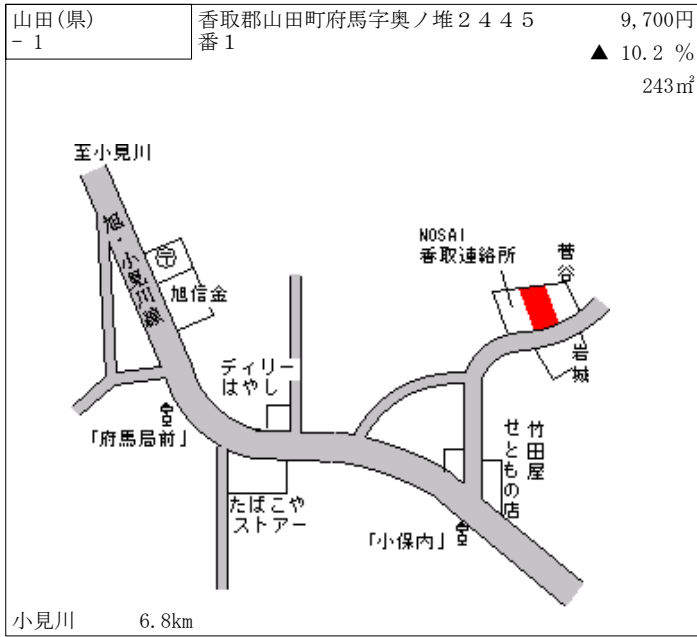 山田(県)
－1
香取郡山田町府馬字奥ノ堆２４４５
番１
9,700円
▲ 10.2 %
243㎡
至小見川
旭・小見川線
〒
旭信金
NOSAI
香取連絡所
菅谷
岩城
ディリー
はやし
「府馬局前」
たばこや
ストアー
竹田屋
せともの店
「小保内」
小見川 6.8km